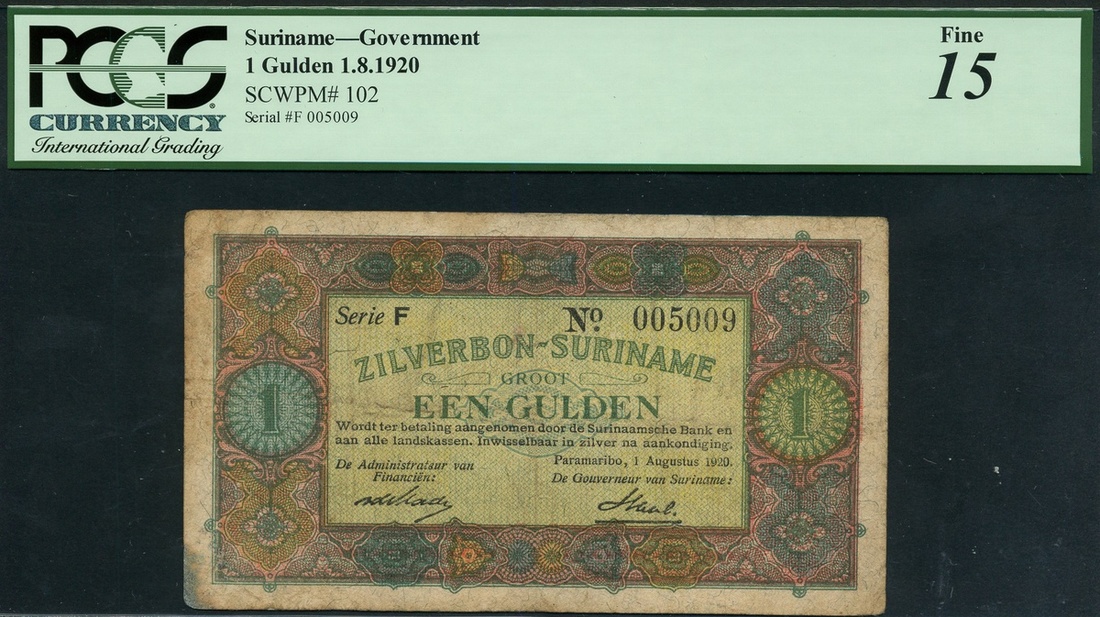 PCGS
CURRENCY
International Grading
Suriname—Government
1 Gulden 1.8.1920
SCWPM# 102
Serial #F 005009
Fine
15
Serie F
No. 005009
ZILVERBON-SURINAME
GROOT
EEN GULDEN
1
1
Wordt ter betaling aangenomen door de Surinaamsche Bank en
aan alle landskassen. Inwisselbaar in zilver na aankondiging.
Paramaribo, 1 Augustus 1920.
De Administrateur van
Financiën:
De Gouverneur van Suriname: